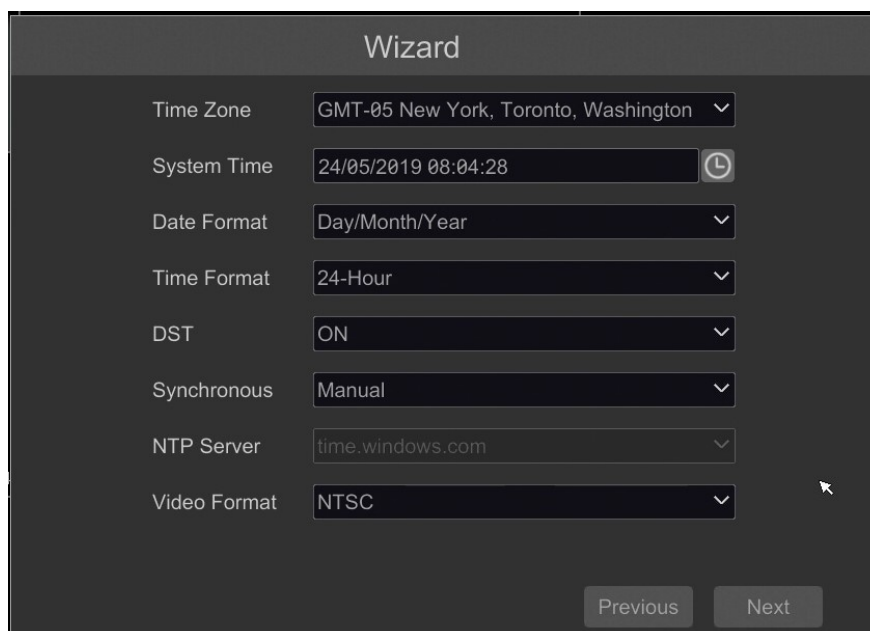 Wizard
Time Zone GMT-05 New York, Toronto, Washington
System Time 24/05/2019 08:04:28
Date Format Day/Month/Year
Time Format 24-Hour
DST ON
Synchronous Manual
NTP Server time.windows.com
Video Format NTSC
Previous Next